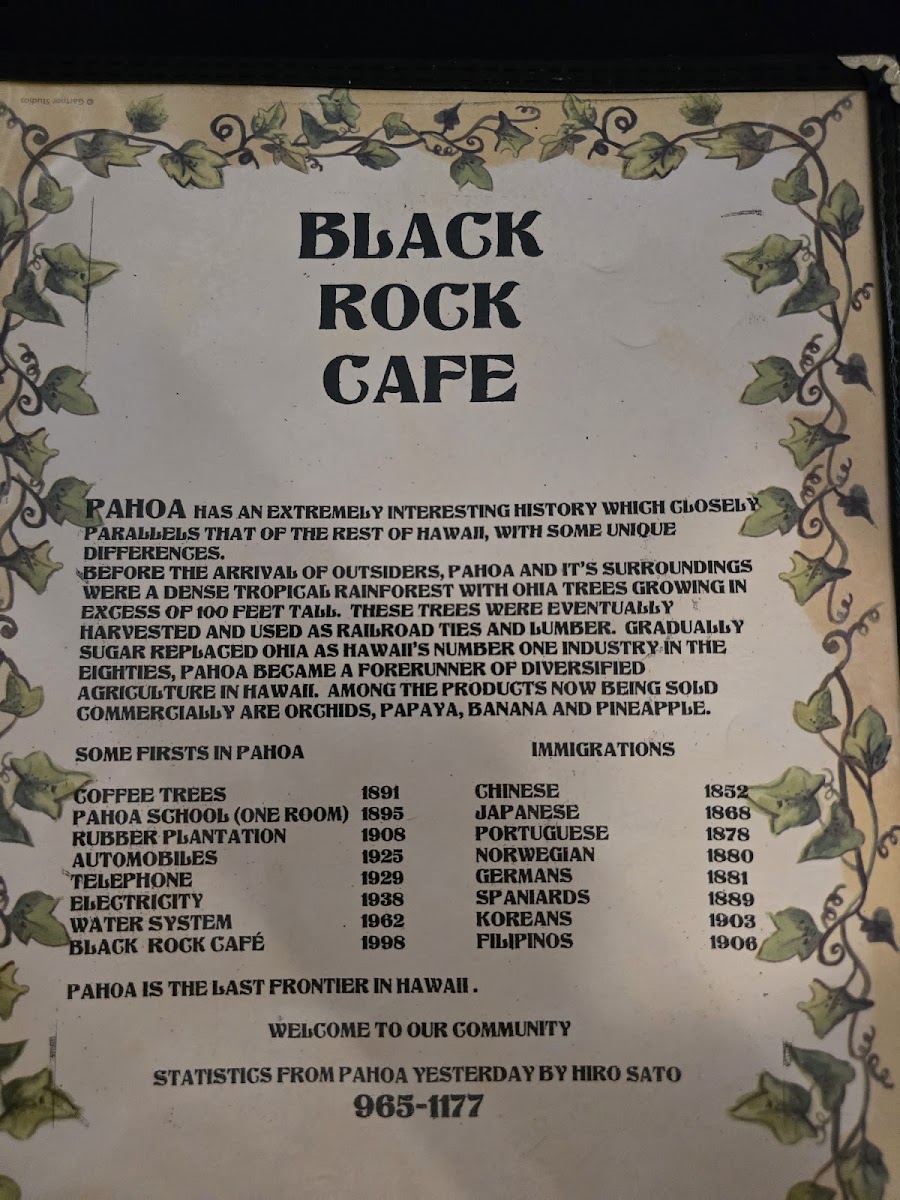 © Gartner Studios
BLACK
ROCK
CAFE
PAHOA HAS AN EXTREMELY INTERESTING HISTORY WHICH CLOSELY
PARALLELS THAT OF THE REST OF HAWAII, WITH SOME UNIQUE
DIFFERENCES.
BEFORE THE ARRIVAL OF OUTSIDERS, PAHOA AND IT'S SURROUNDINGS
WERE A DENSE TROPICAL RAINFOREST WITH OHIA TREES GROWING IN
EXCESS OF 100 FEET TALL. THESE TREES WERE EVENTUALLY
HARVESTED AND USED AS RAILROAD TIES AND LUMBER. GRADUALLY
SUGAR REPLACED OHIA AS HAWAII'S NUMBER ONE INDUSTRY IN THE
EIGHTIES, PAHOA BECAME A FORERUNNER OF DIVERSIFIED
AGRICULTURE IN HAWAII. AMONG THE PRODUCTS NOW BEING SOLD
COMMERCIALLY ARE ORCHIDS, PAPAYA, BANANA AND PINEAPPLE.
SOME FIRSTS IN PAHOA
COFFEE TREES 1891
PAHOA SCHOOL (ONE ROOM) 1895
RUBBER PLANTATION 1908
AUTOMOBILES 1925
TELEPHONE 1929
ELECTRICITY 1938
WATER SYSTEM 1962
BLACK ROCK CAFÉ 1998
IMMIGRATIONS
CHINESE 1852
JAPANESE 1868
PORTUGUESE 1878
NORWEGIAN 1880
GERMANS 1881
SPANIARDS 1889
KOREANS 1903
FILIPINOS 1906
PAHOA IS THE LAST FRONTIER IN HAWAII .
WELCOME TO OUR COMMUNITY
STATISTICS FROM PAHOA YESTERDAY BY HIRO SATO
965-1177